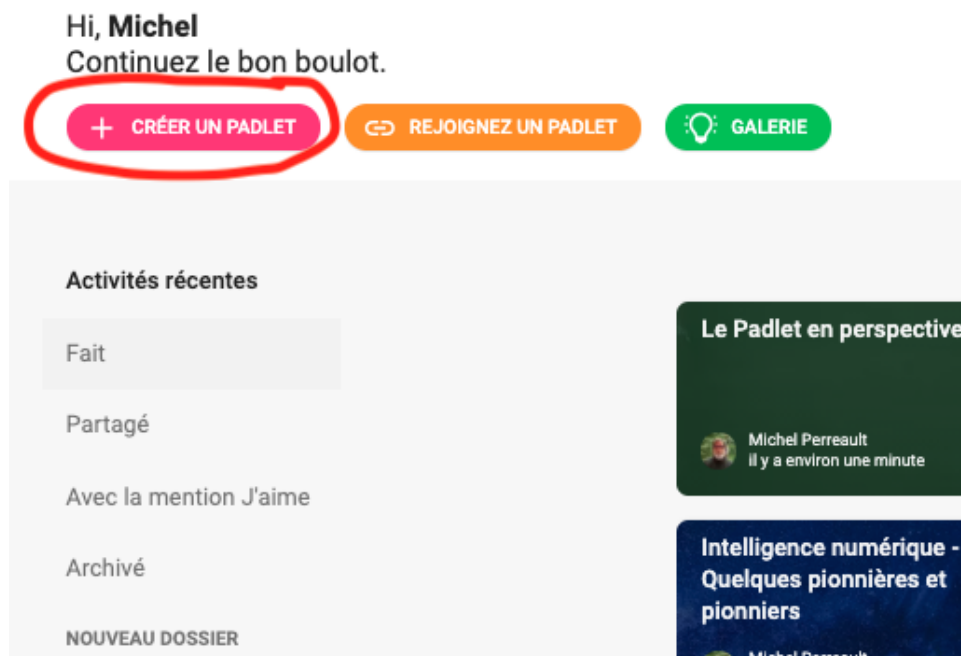 Hi, Michel
Continuez le bon boulot.
CRÉER UN PADLET
REJOIGNEZ UN PADLET
GALERIE
Activités récentes
Fait
Partagé
Avec la mention J'aime
Archivé
NOUVEAU DOSSIER
Le Padlet en perspective
Michel Perreault
il y a environ une minute
Intelligence numérique -
Quelques pionnières et
pionniers
Michel Perreault